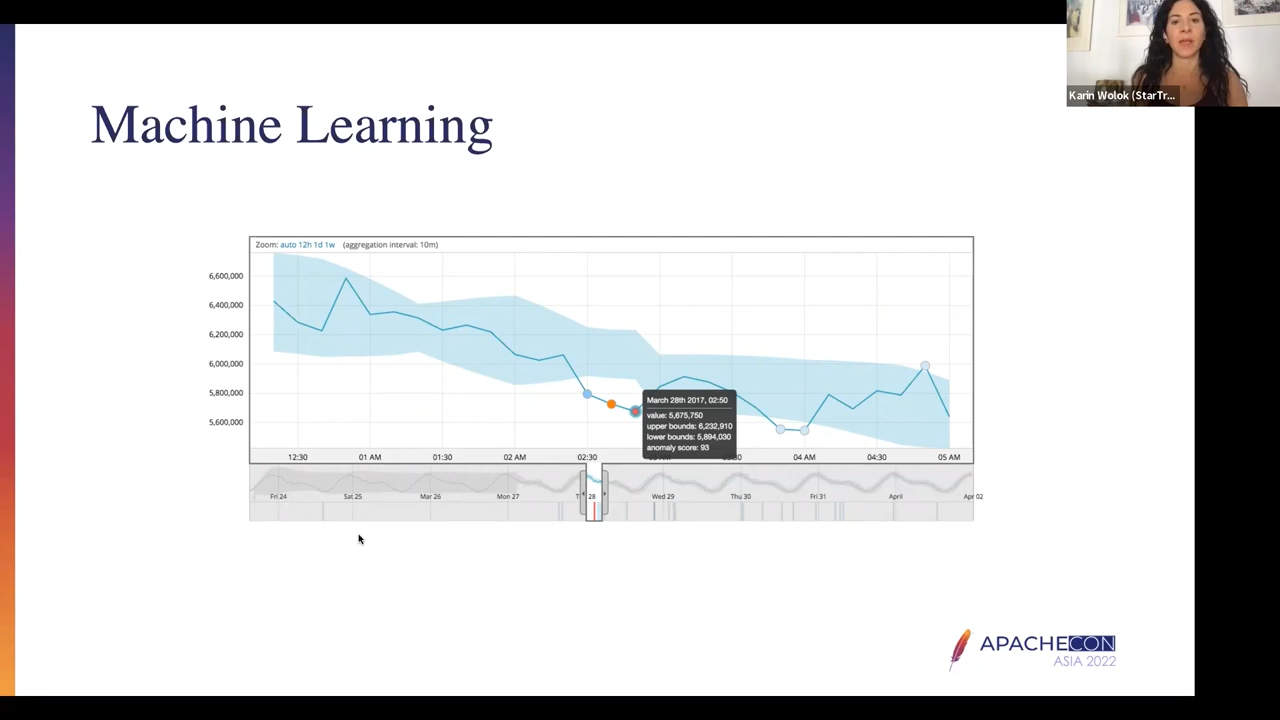 Karin Wolok (StarTr...
Machine Learning
Zoom: auto 12h 1d 1w (aggregation interval: 10m)
6,600,000
6,400,000
6,200,000
6,000,000
5,800,000
5,600,000
March 28th 2017, 02:50
value: 5,675,750
upper bounds: 6,232,910
lower bounds: 5,894,030
anomaly score: 93
12:30 01 AM 01:30 02 AM 02:30 04 AM 04:30 05 AM
Fri 24 Sat 25 Mar 26 Mon 27 28 Wed 29 Thu 30 Fri 31 April Apr 02
APACHECON
ASIA 2022